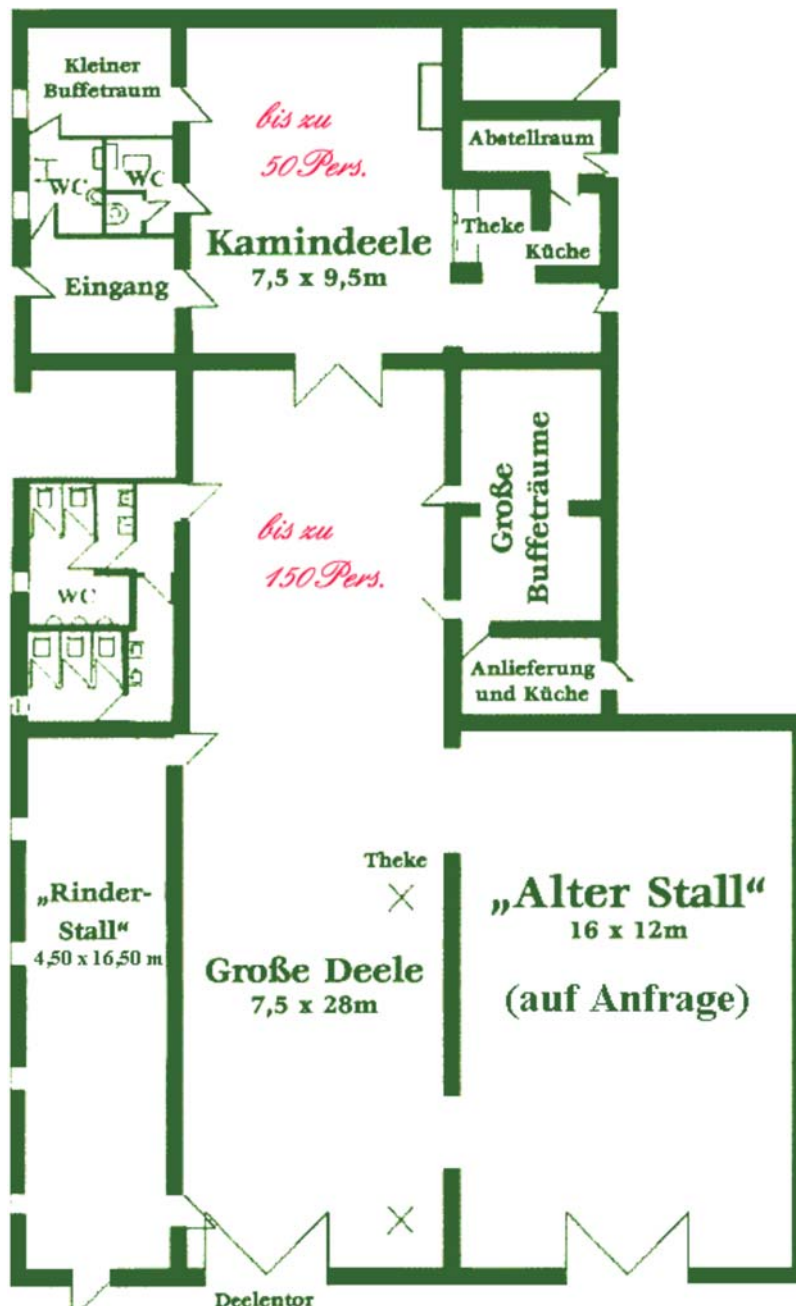 Kleiner
Buffetraum
bis zu
50 Pers.
Abstellraum
WC
WC
Theke
Küche
Kamindeele
7,5 x 9,5m
Eingang
Große
Buffeträume
bis zu
150 Pers.
WC
Anlieferung
und Küche
Theke
„Rinder-
Stall“
4,50 x 16,50 m
„Alter Stall“
16 x 12m
(auf Anfrage)
Große Deele
7,5 x 28m
Deelentor